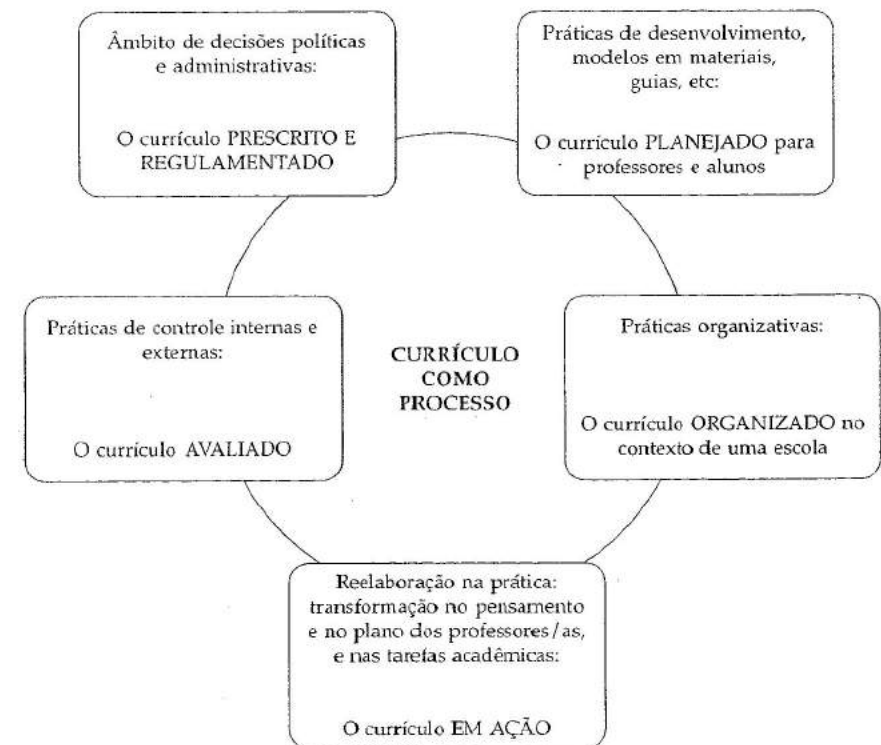 Âmbito de decisões políticas
e administrativas:
O currículo PRESCRITO E
REGULAMENTADO
Práticas de desenvolvimento,
modelos em materiais,
guias, etc:
O currículo PLANEJADO para
professores e alunos
Práticas de controle internas e
externas:
O currículo AVALIADO
CURRÍCULO
COMO
PROCESSO
Práticas organizativas:
O currículo ORGANIZADO no
contexto de uma escola
Reelaboração na prática:
transformação no pensamento
e no plano dos professores/as,
e nas tarefas acadêmicas:
O currículo EM AÇÃO